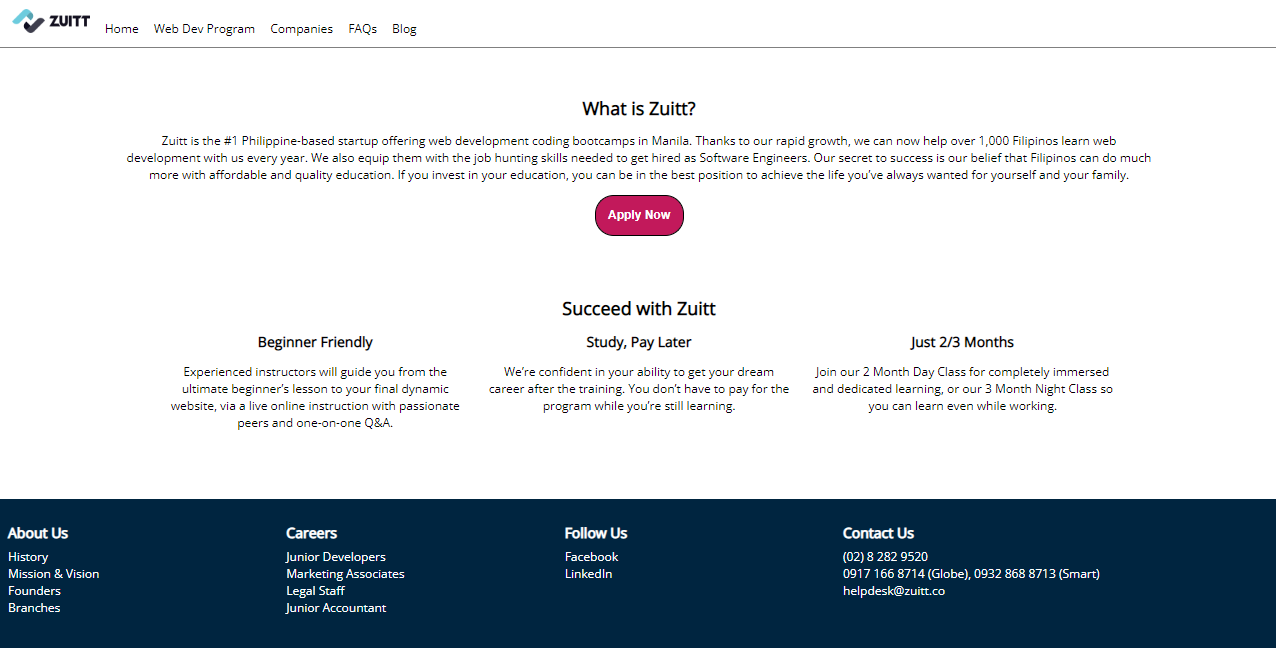 ZUITT
Home Web Dev Program Companies FAQs Blog
What is Zuitt?
Zuitt is the #1 Philippine-based startup offering web development coding bootcamps in Manila. Thanks to our rapid growth, we can now help over 1,000 Filipinos learn web
development with us every year. We also equip them with the job hunting skills needed to get hired as Software Engineers. Our secret to success is our belief that Filipinos can do much
more with affordable and quality education. If you invest in your education, you can be in the best position to achieve the life you’ve always wanted for yourself and your family.
Apply Now
Succeed with Zuitt
Beginner Friendly
Experienced instructors will guide you from the
ultimate beginner’s lesson to your final dynamic
website, via a live online instruction with passionate
peers and one-on-one Q&A.
Study, Pay Later
We’re confident in your ability to get your dream
career after the training. You don’t have to pay for the
program while you’re still learning.
Just 2/3 Months
Join our 2 Month Day Class for completely immersed
and dedicated learning, or our 3 Month Night Class so
you can learn even while working.
About Us
History
Mission & Vision
Founders
Branches
Careers
Junior Developers
Marketing Associates
Legal Staff
Junior Accountant
Follow Us
Facebook
LinkedIn
Contact Us
(02) 8 282 9520
0917 166 8714 (Globe), 0932 868 8713 (Smart)
helpdesk@zuitt.co